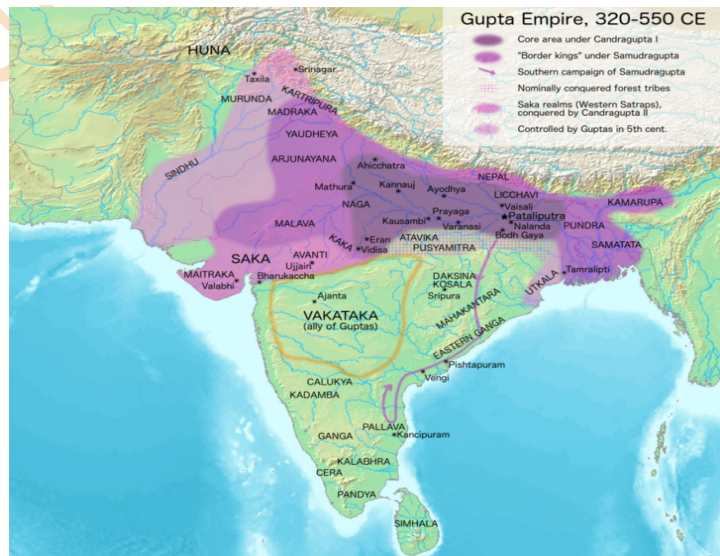 Gupta Empire, 320-550 CE
Core area under Candragupta I
"Border kings" under Samudragupta
Southern campaign of Samudragupta
Nominally conquered forest tribes
Saka realms (Western Satraps),
conquered by Candragupta II
Controlled by Guptas in 5th cent.
HUNA
Srinagar
Taxila
MURUNDA
KARTRIPURA
MADRAKA
YAUDHEYA
ARJUNAYANA
Ahicchatra
SINDHU
Mathura
Kannauj
Ayodhya
NEPAL
LICCHAVI
Vaisali
KAMARUPA
NAGA
Prayaga
Kausambi
Varanasi
Pataliputra
Nalanda
Bodh Gaya
PUNDRA
MALAVA
KAKA
Eran
Vidisa
ATAVIKA
PUSYAMITRA
SAMATATA
SAKA
AVANTI
Ujjain
MAITRAKA
Valabhi
Bharukaccha
DAKSINA
KOSALA
Sripura
UTKALA
Tamralipti
Ajanta
VAKATAKA
(ally of Guptas)
MAHAKANTARA
EASTERN GANGA
Pishtapuram
Vengi
CALUKYA
KADAMBA
PALLAVA
Kancipuram
GANGA
KALABHRA
CERA
PANDYA
SIMHALA